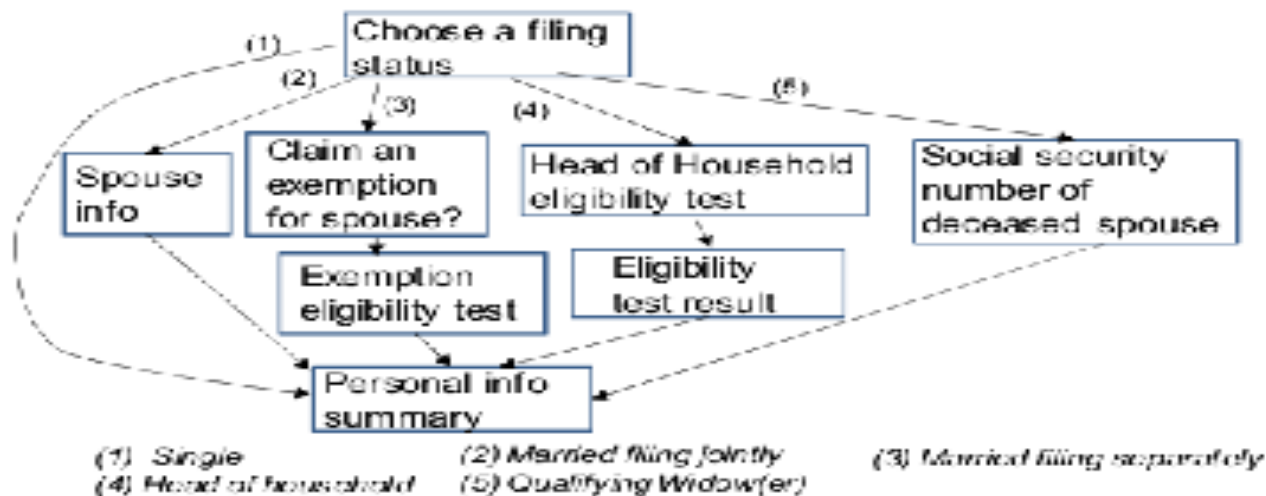 Choose a filing
status
(1)
(2)
(3)
(4)
(5)
Spouse
info
Claim an
exemption
for spouse?
Head of Household
eligibility test
Social security
number of
deceased spouse
Exemption
eligibility test
Eligibility
test result
Personal info
summary
(1) Single
(2) Married filing jointly
(3) Married filing separately
(4) Head of household
(5) Qualifying Widow(er)